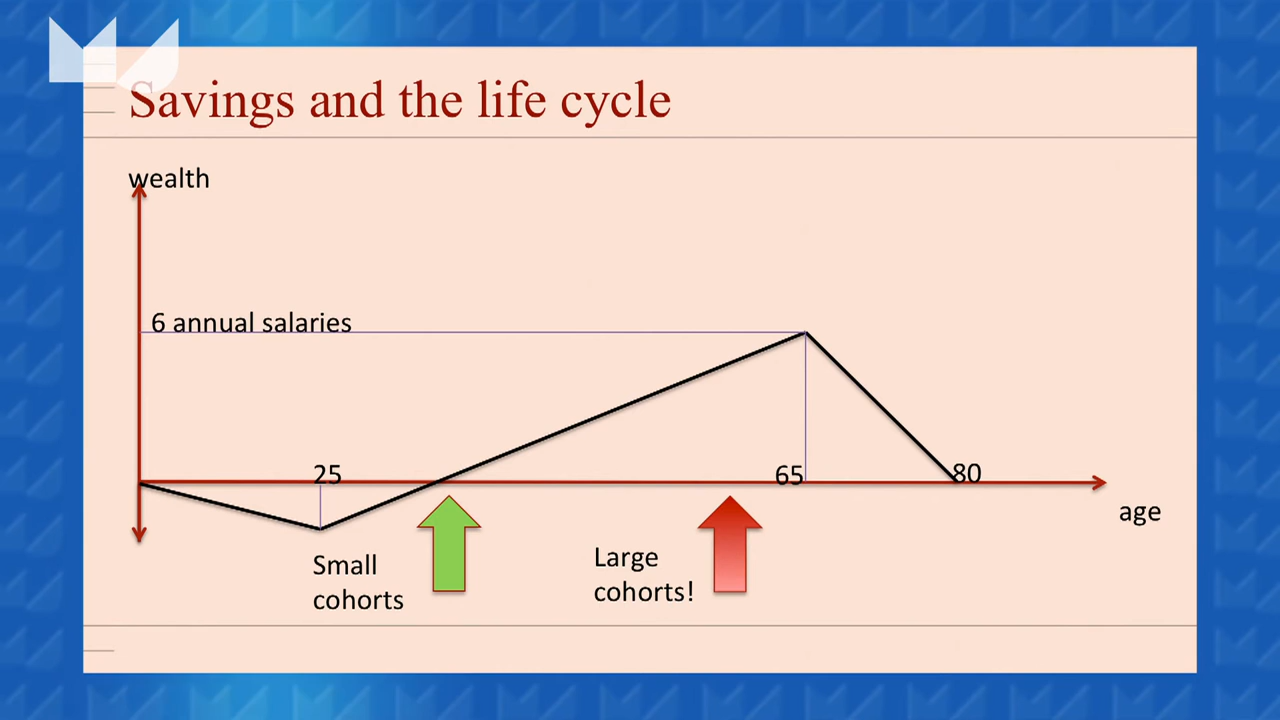 Savings and the life cycle
wealth
6 annual salaries
25
65
80
age
Small
cohorts
Large
cohorts!